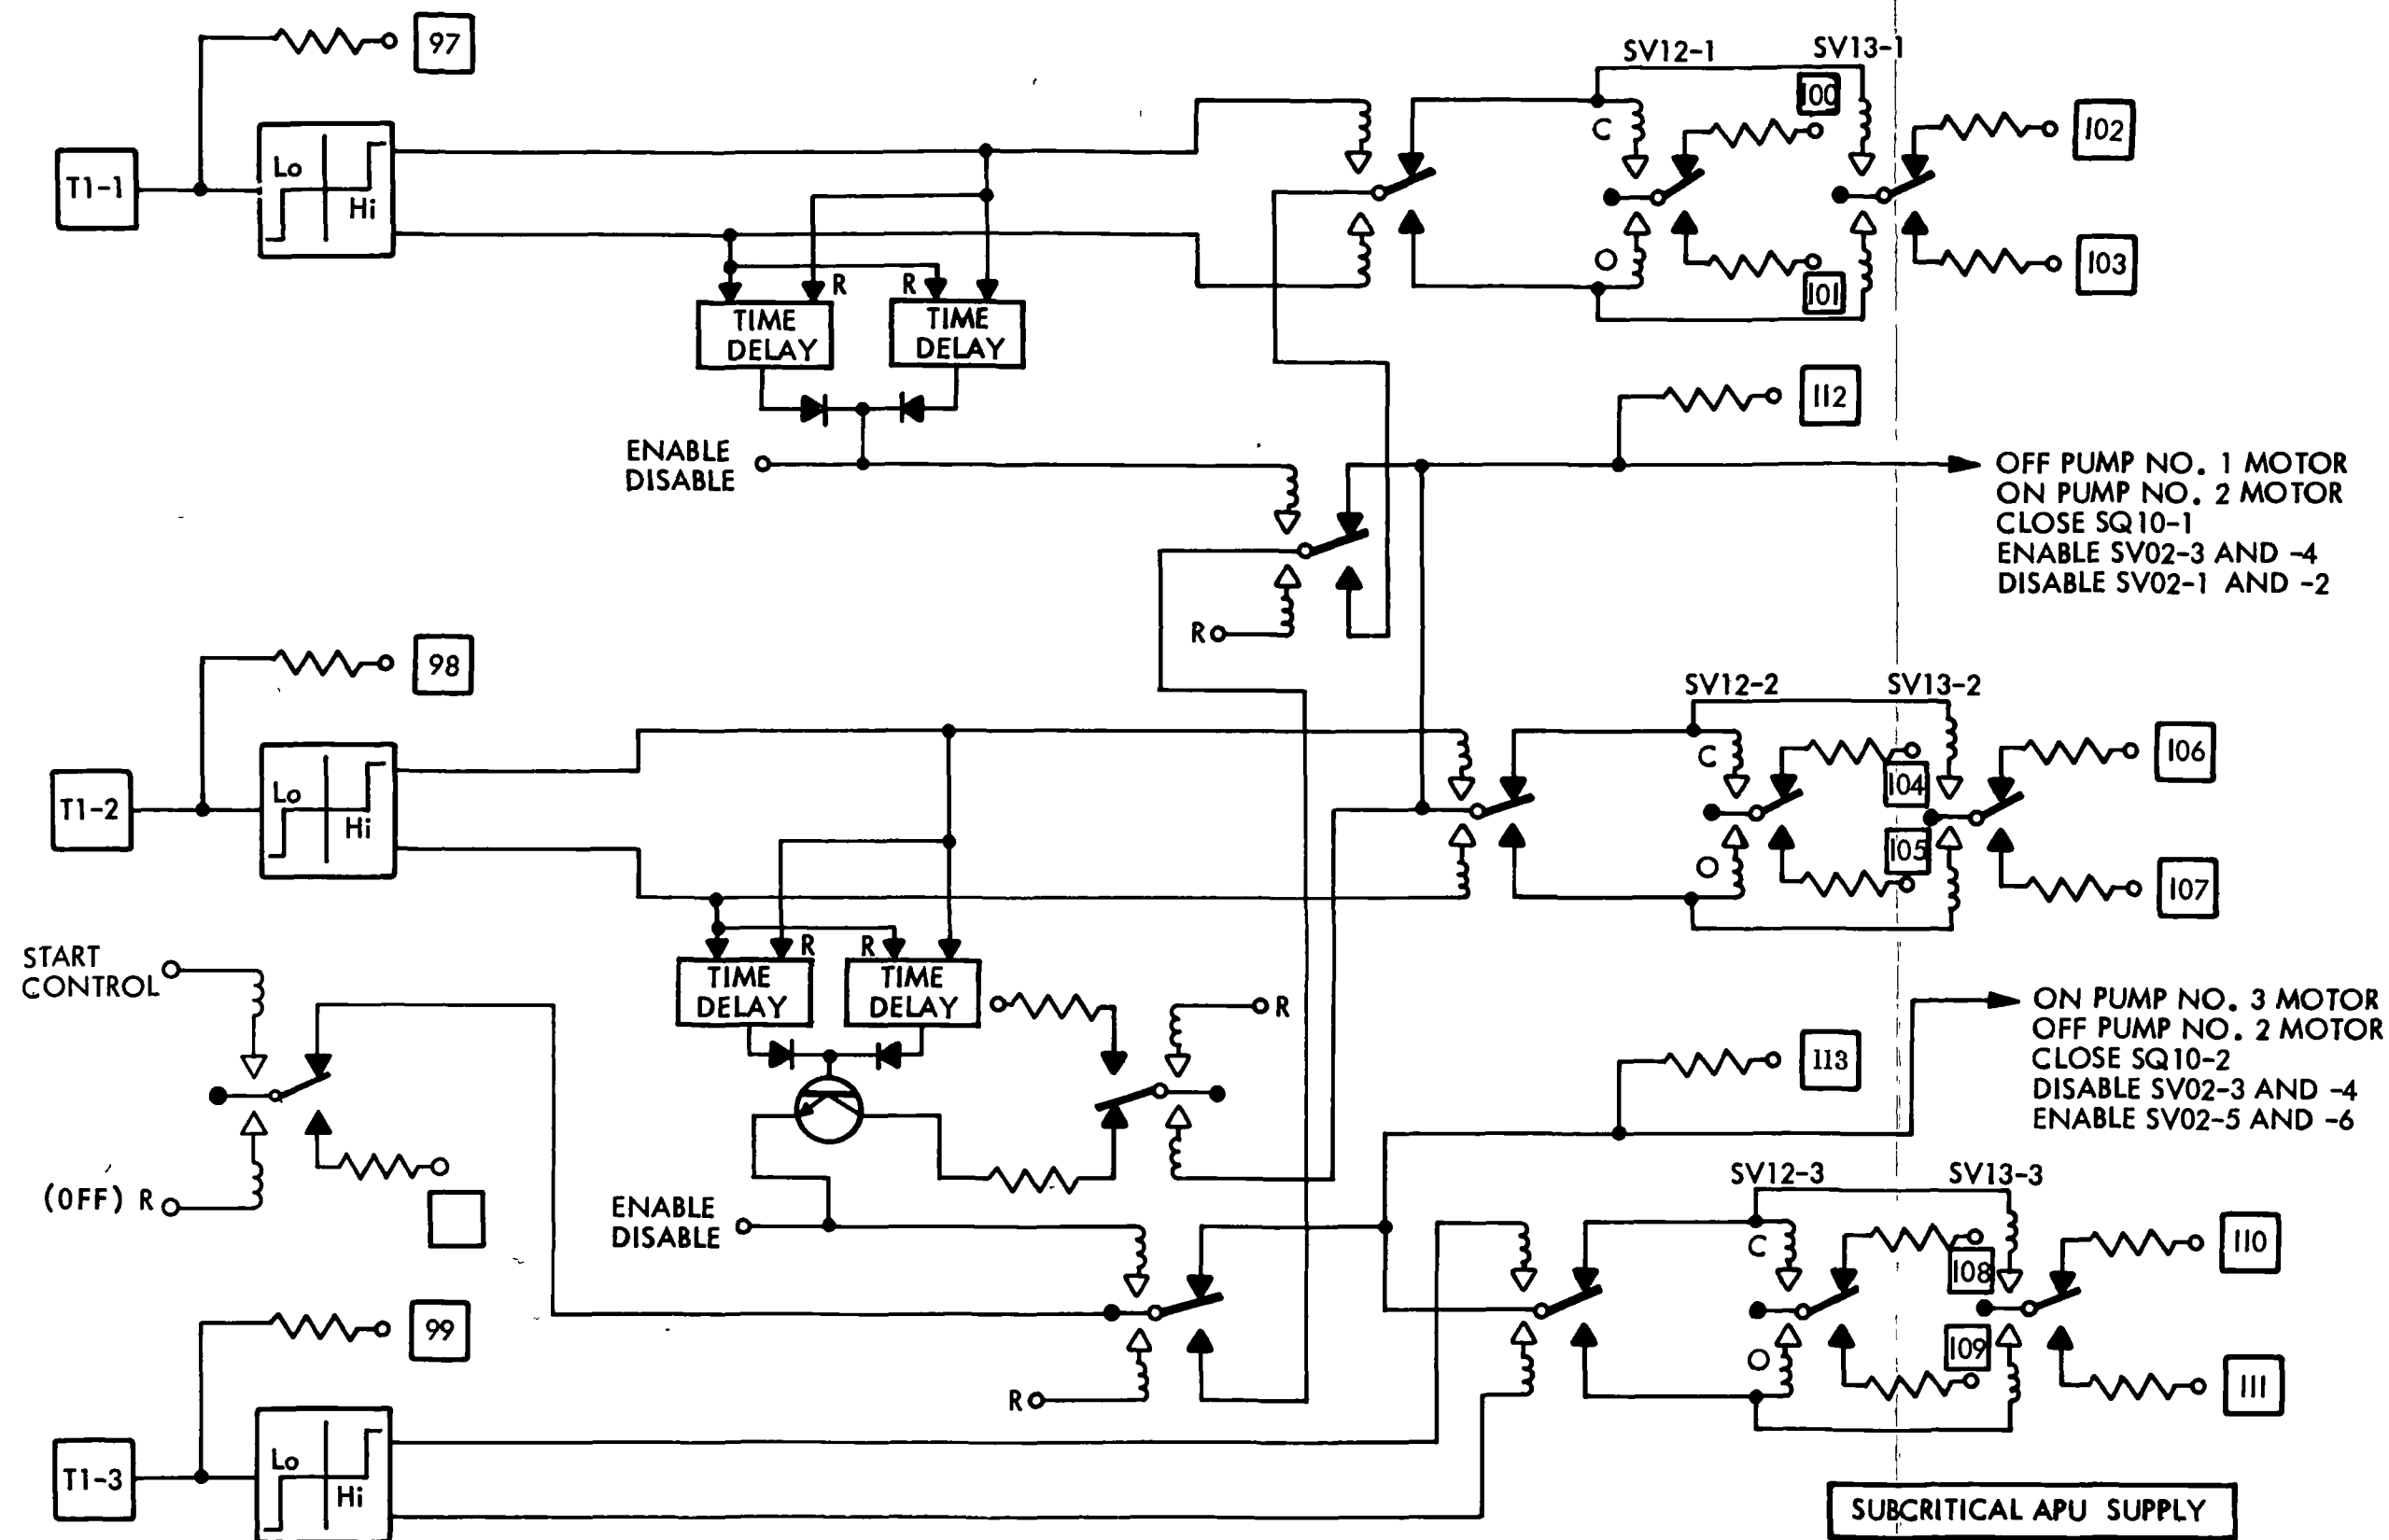 97
SV12-1
SV13-1
100
102
C
Lo
T1-1
Hi
O
103
101
R
R
TIME
DELAY
TIME
DELAY
112
ENABLE
DISABLE
OFF PUMP NO. 1 MOTOR
ON PUMP NO. 2 MOTOR
CLOSE SQ10-1
ENABLE SV02-3 AND -4
DISABLE SV02-1 AND -2
R
98
SV12-2
SV13-2
C
106
104
Lo
T1-2
Hi
105
O
107
R
R
START
CONTROL
TIME
DELAY
TIME
DELAY
R
ON PUMP NO. 3 MOTOR
OFF PUMP NO. 2 MOTOR
CLOSE SQ10-2
DISABLE SV02-3 AND -4
ENABLE SV02-5 AND -6
113
SV12-3
SV13-3
(OFF) R
ENABLE
DISABLE
C
110
108
99
109
O
111
R
Lo
T1-3
Hi
SUBCRITICAL APU SUPPLY